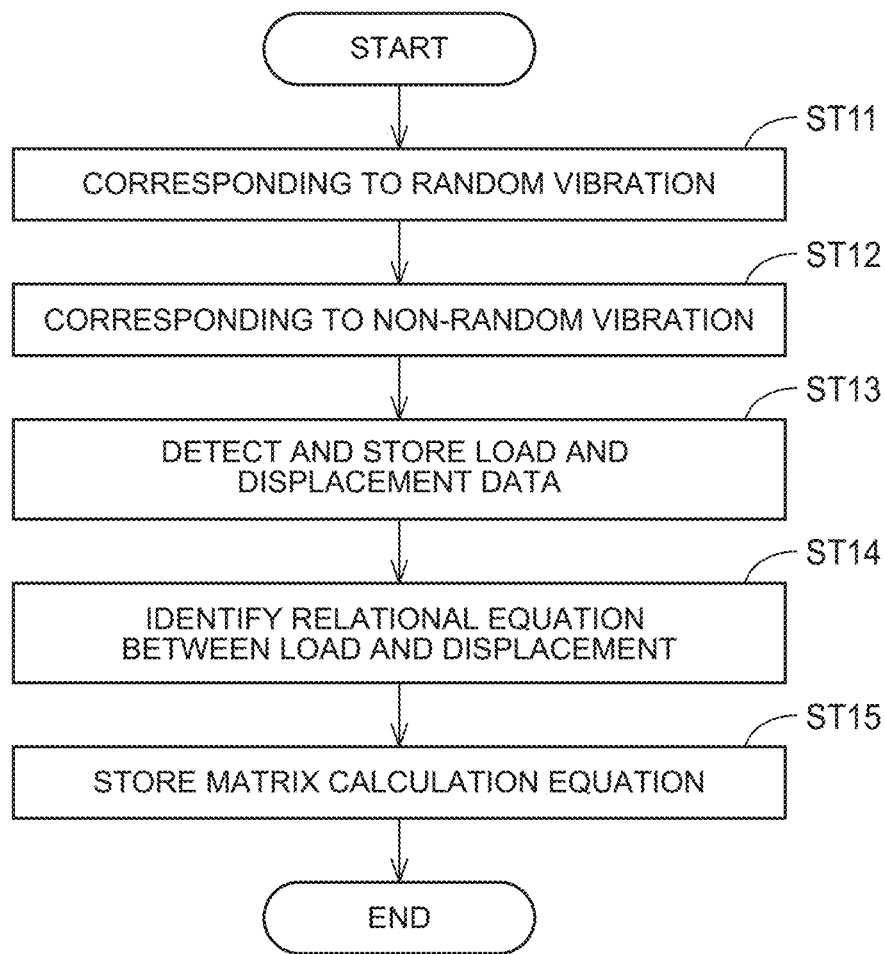 START
ST11
CORRESPONDING TO RANDOM VIBRATION
ST12
CORRESPONDING TO NON-RANDOM VIBRATION
ST13
DETECT AND STORE LOAD AND
DISPLACEMENT DATA
ST14
IDENTIFY RELATIONAL EQUATION
BETWEEN LOAD AND DISPLACEMENT
ST15
STORE MATRIX CALCULATION EQUATION
END